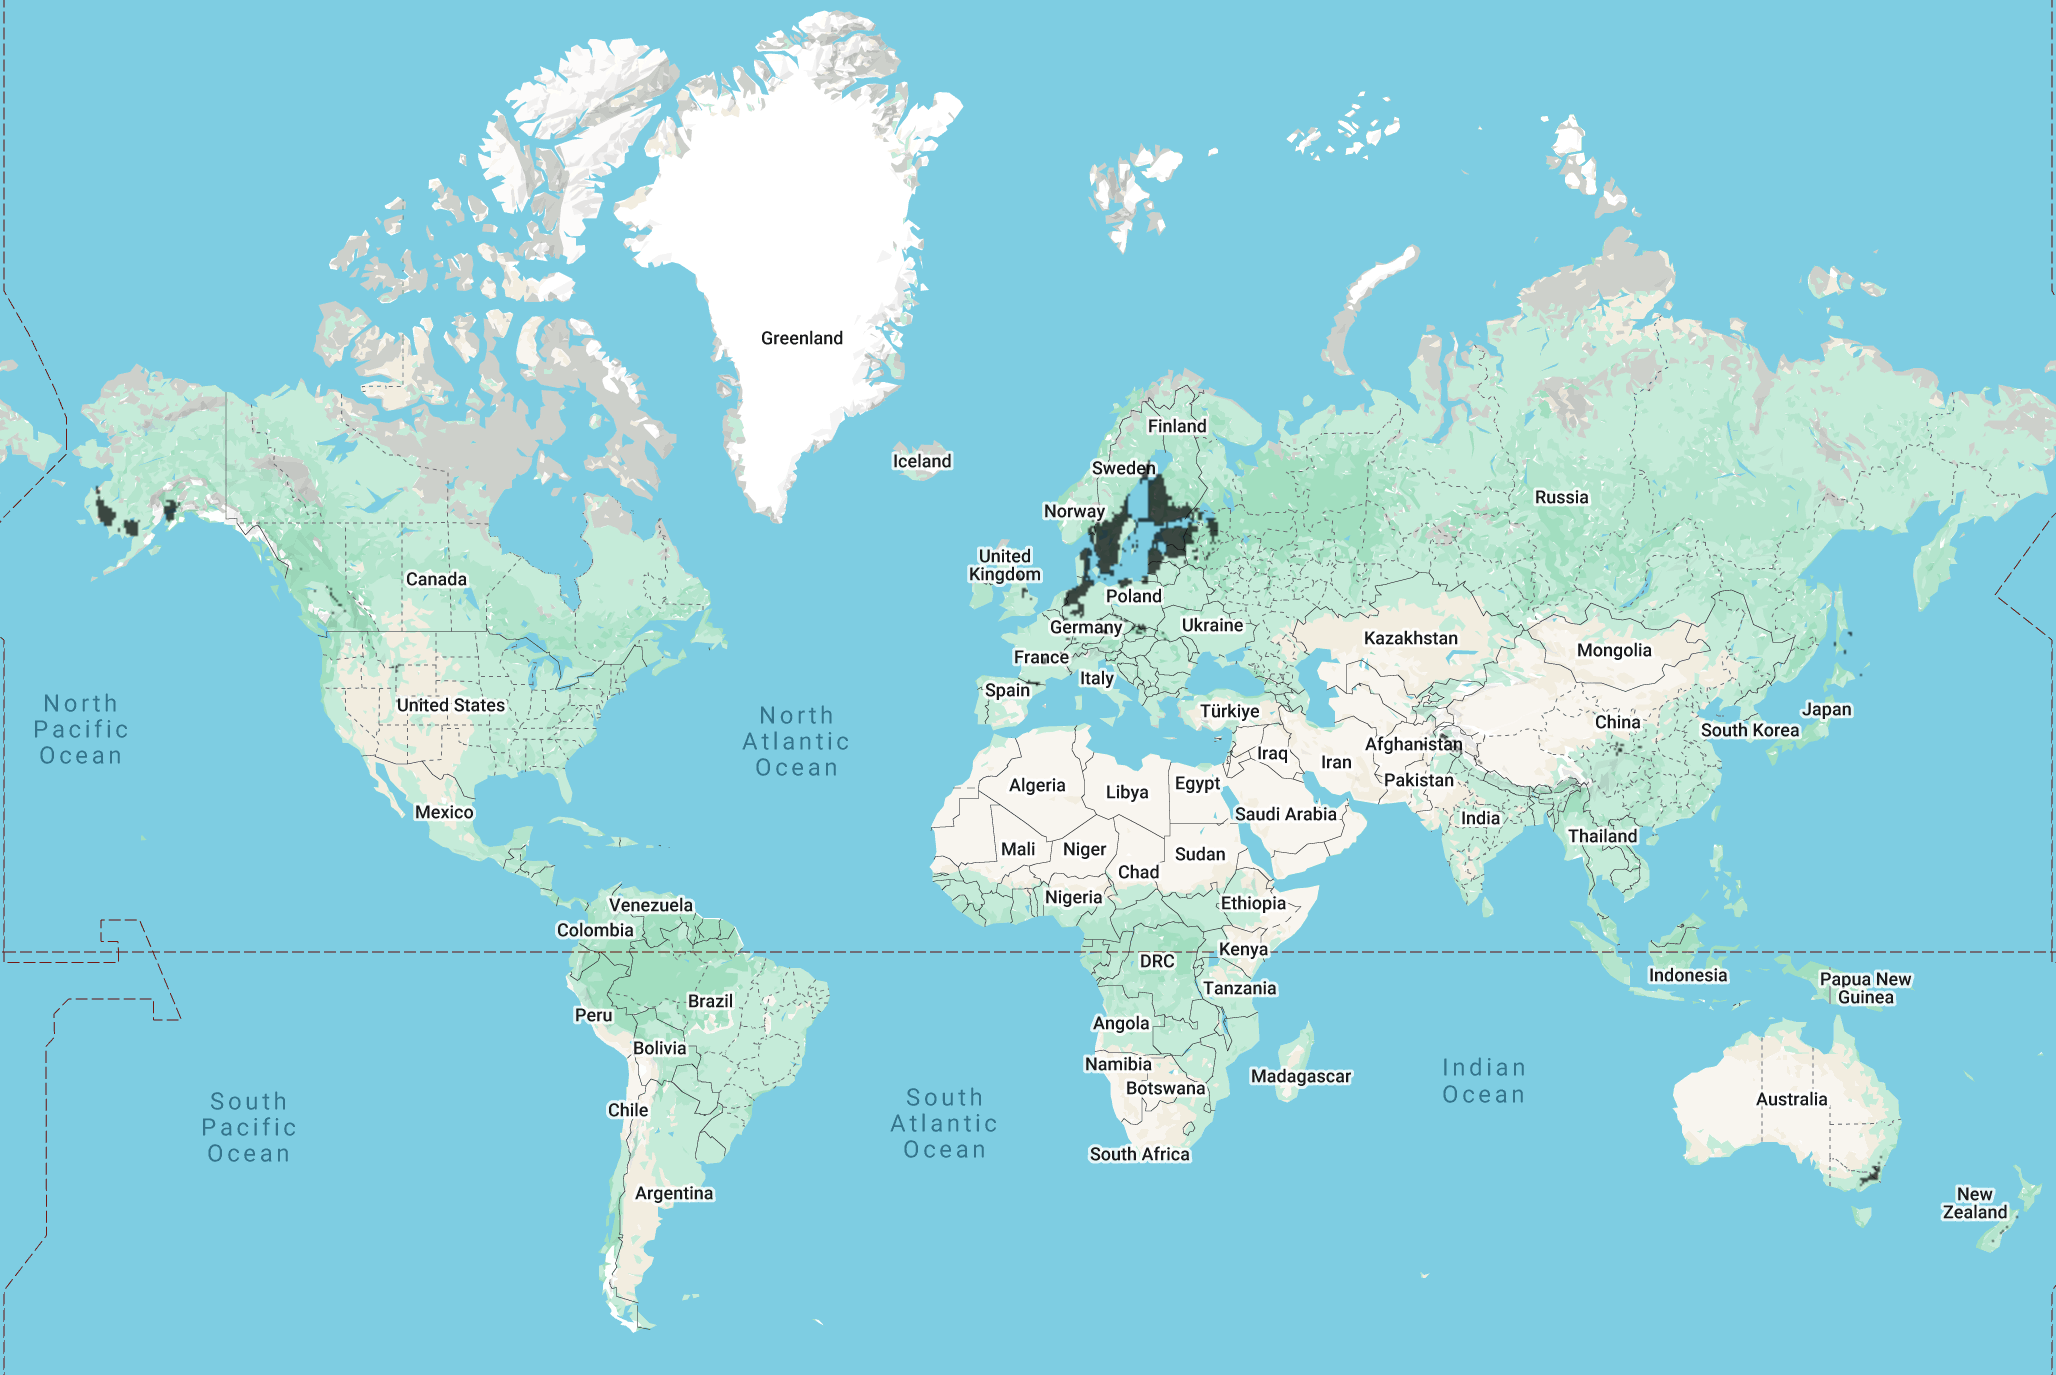 Greenland
Iceland
Finland
Sweden
Norway
Russia
United
Kingdom
Canada
Poland
Germany
Ukraine
Kazakhstan
Mongolia
France
Italy
Spain
United States
Türkiye
China
Japan
South Korea
North
Pacific
Ocean
North
Atlantic
Ocean
Afghanistan
Iraq
Iran
Pakistan
Algeria
Libya
Egypt
Saudi Arabia
India
Mexico
Thailand
Mali
Niger
Chad
Sudan
Nigeria
Ethiopia
Venezuela
Colombia
Kenya
DRC
Tanzania
Indonesia
Papua New
Guinea
Brazil
Peru
Angola
Bolivia
Namibia
Botswana
Madagascar
Indian
Ocean
Australia
Chile
South
Pacific
Ocean
South
Atlantic
Ocean
South Africa
Argentina
New
Zealand